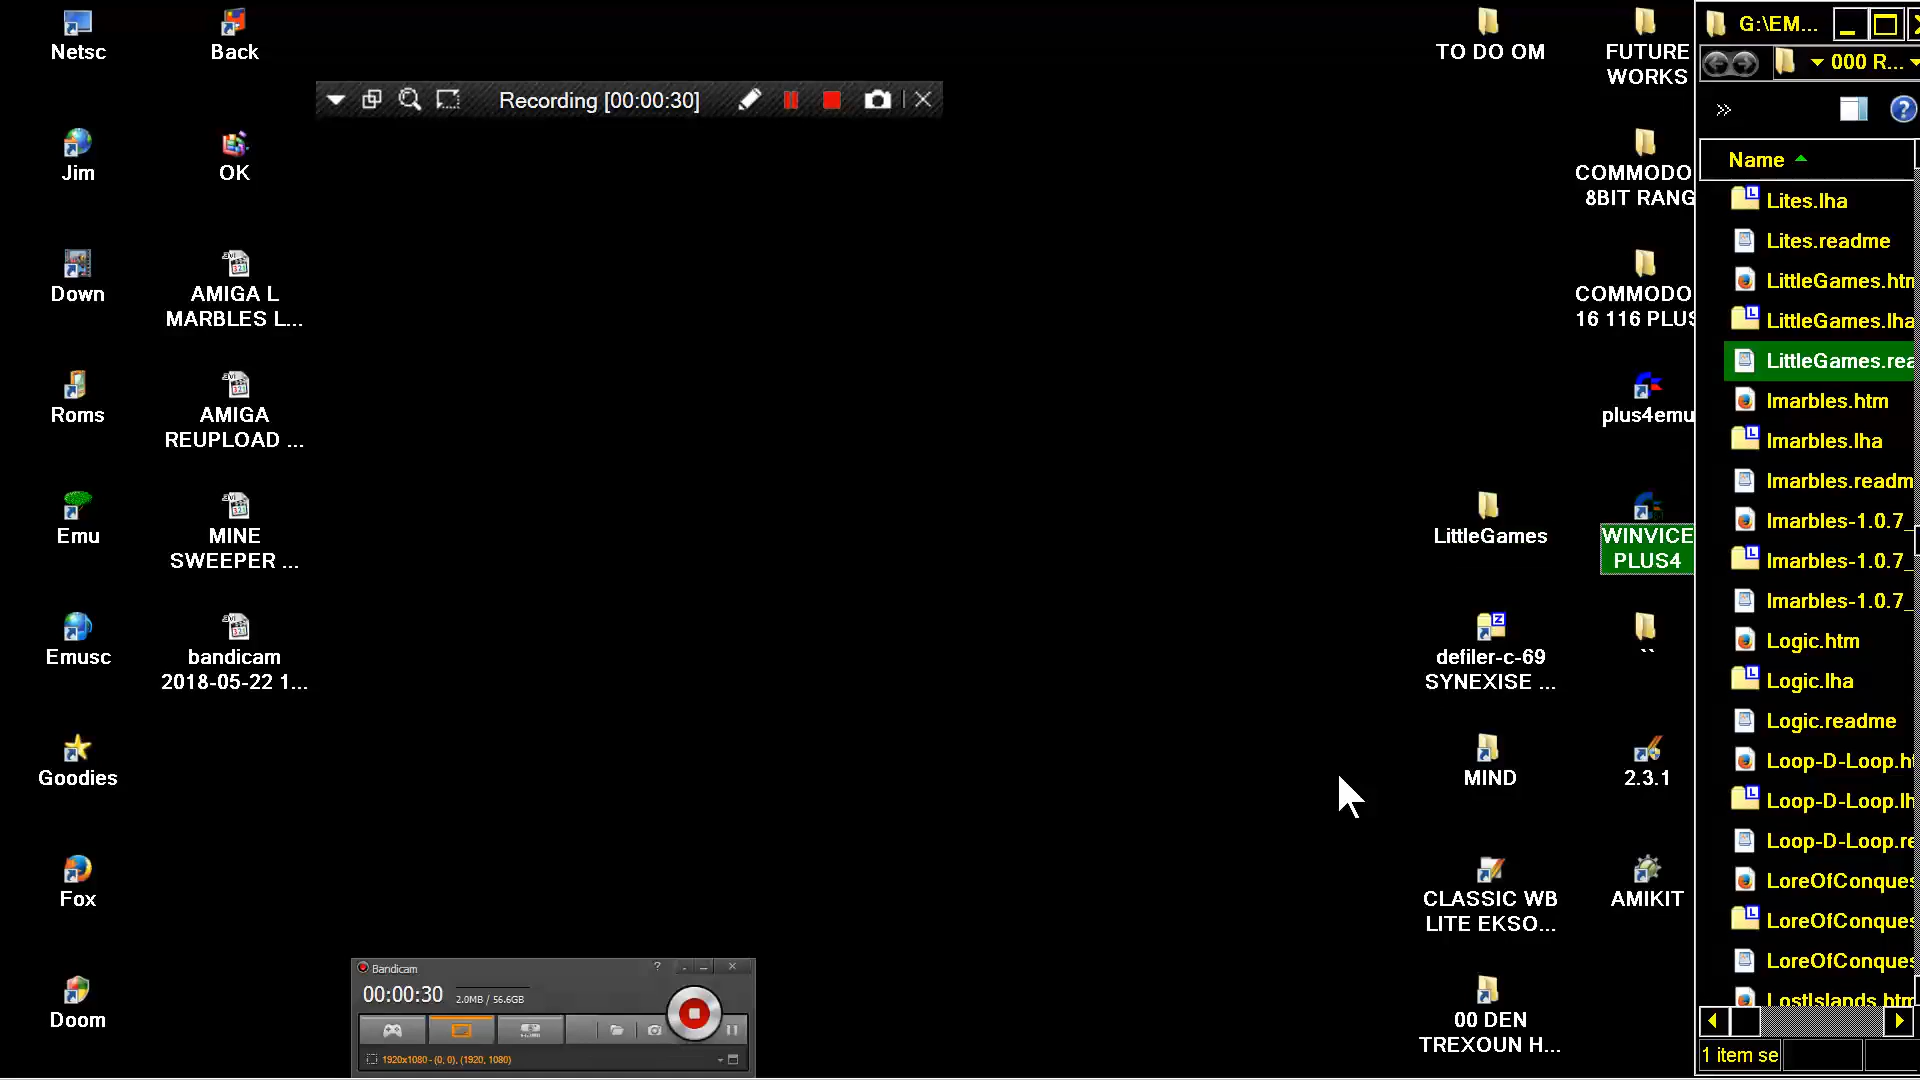 Netsc
Back
Jim
OK
Down
AMIGA L
MARBLES L...
Roms
AMIGA
REUPLOAD ...
Emu
MINE
SWEEPER ...
Emusc
bandicam
2018-05-22 1...
Goodies
Fox
Doom
Recording [00:00:30]
Bandicam
00:00:30
2.0MB / 56.6GB
1920x1080 - (0, 0), (1920, 1080)
TO DO OM
FUTURE
WORKS
COMMODO
8BIT RANG
COMMODO
16 116 PLUS
plus4emu
LittleGames
WINVICE
PLUS4
defiler-c-69
SYNEXISE ...
``
MIND
2.3.1
CLASSIC WB
LITE EKSO...
AMIKIT
00 DEN
TREXOUN H...
G:\EM...
000 R...
Name
Lites.lha
Lites.readme
LittleGames.htm
LittleGames.lha
LittleGames.rea
lmarbles.htm
lmarbles.lha
lmarbles.readm
lmarbles-1.0.7_
lmarbles-1.0.7_
lmarbles-1.0.7_
Logic.htm
Logic.lha
Logic.readme
Loop-D-Loop.h
Loop-D-Loop.lh
Loop-D-Loop.re
LoreOfConques
LoreOfConques
LoreOfConques
LostIslands.htm
1 item se